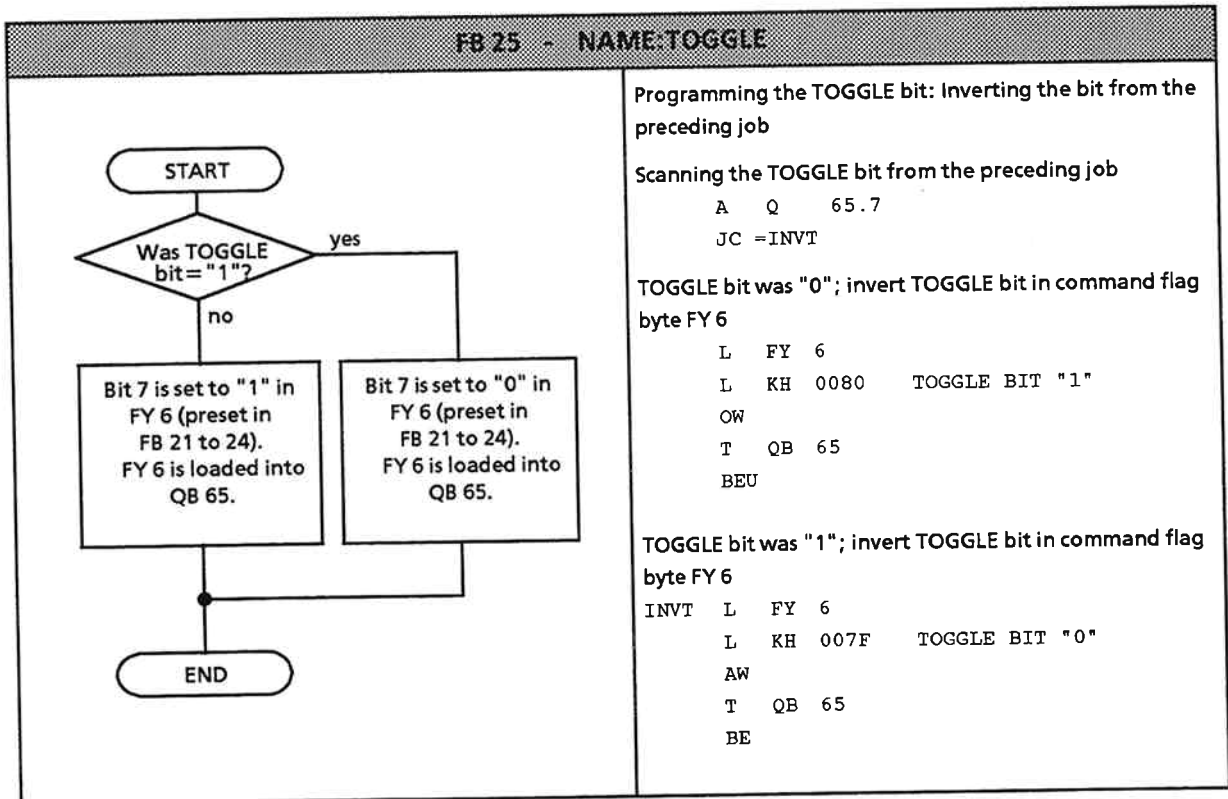 FB 25 - NAME:TOGGLE
START
Was TOGGLE
bit="1"?
yes
no
Bit 7 is set to "1" in
FY 6 (preset in
FB 21 to 24).
FY 6 is loaded into
QB 65.
Bit 7 is set to "0" in
FY 6 (preset in
FB 21 to 24).
FY 6 is loaded into
QB 65.
END
Programming the TOGGLE bit: Inverting the bit from the
preceding job
Scanning the TOGGLE bit from the preceding job
A Q 65.7
JC =INVT
TOGGLE bit was "0"; invert TOGGLE bit in command flag
byte FY 6
L FY 6
L KH 0080 TOGGLE BIT "1"
OW
T QB 65
BEU
TOGGLE bit was "1"; invert TOGGLE bit in command flag
byte FY 6
INVT L FY 6
L KH 007F TOGGLE BIT "0"
AW
T QB 65
BE